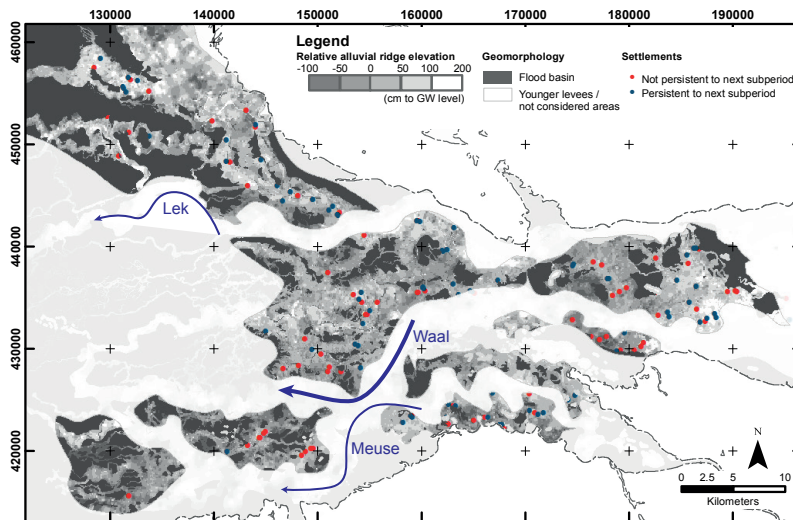 130000 140000 150000 160000 170000 180000 190000
460000
450000
440000
430000
420000
Legend
Relative alluvial ridge elevation
-100 -50 0 50 100 200
(cm to GW level)
Geomorphology
Flood basin
Younger levees /
not considered areas
Settlements
Not persistent to next subperiod
Persistent to next subperiod
Lek
Waal
Meuse
N
0 2.5 5 10
Kilometers